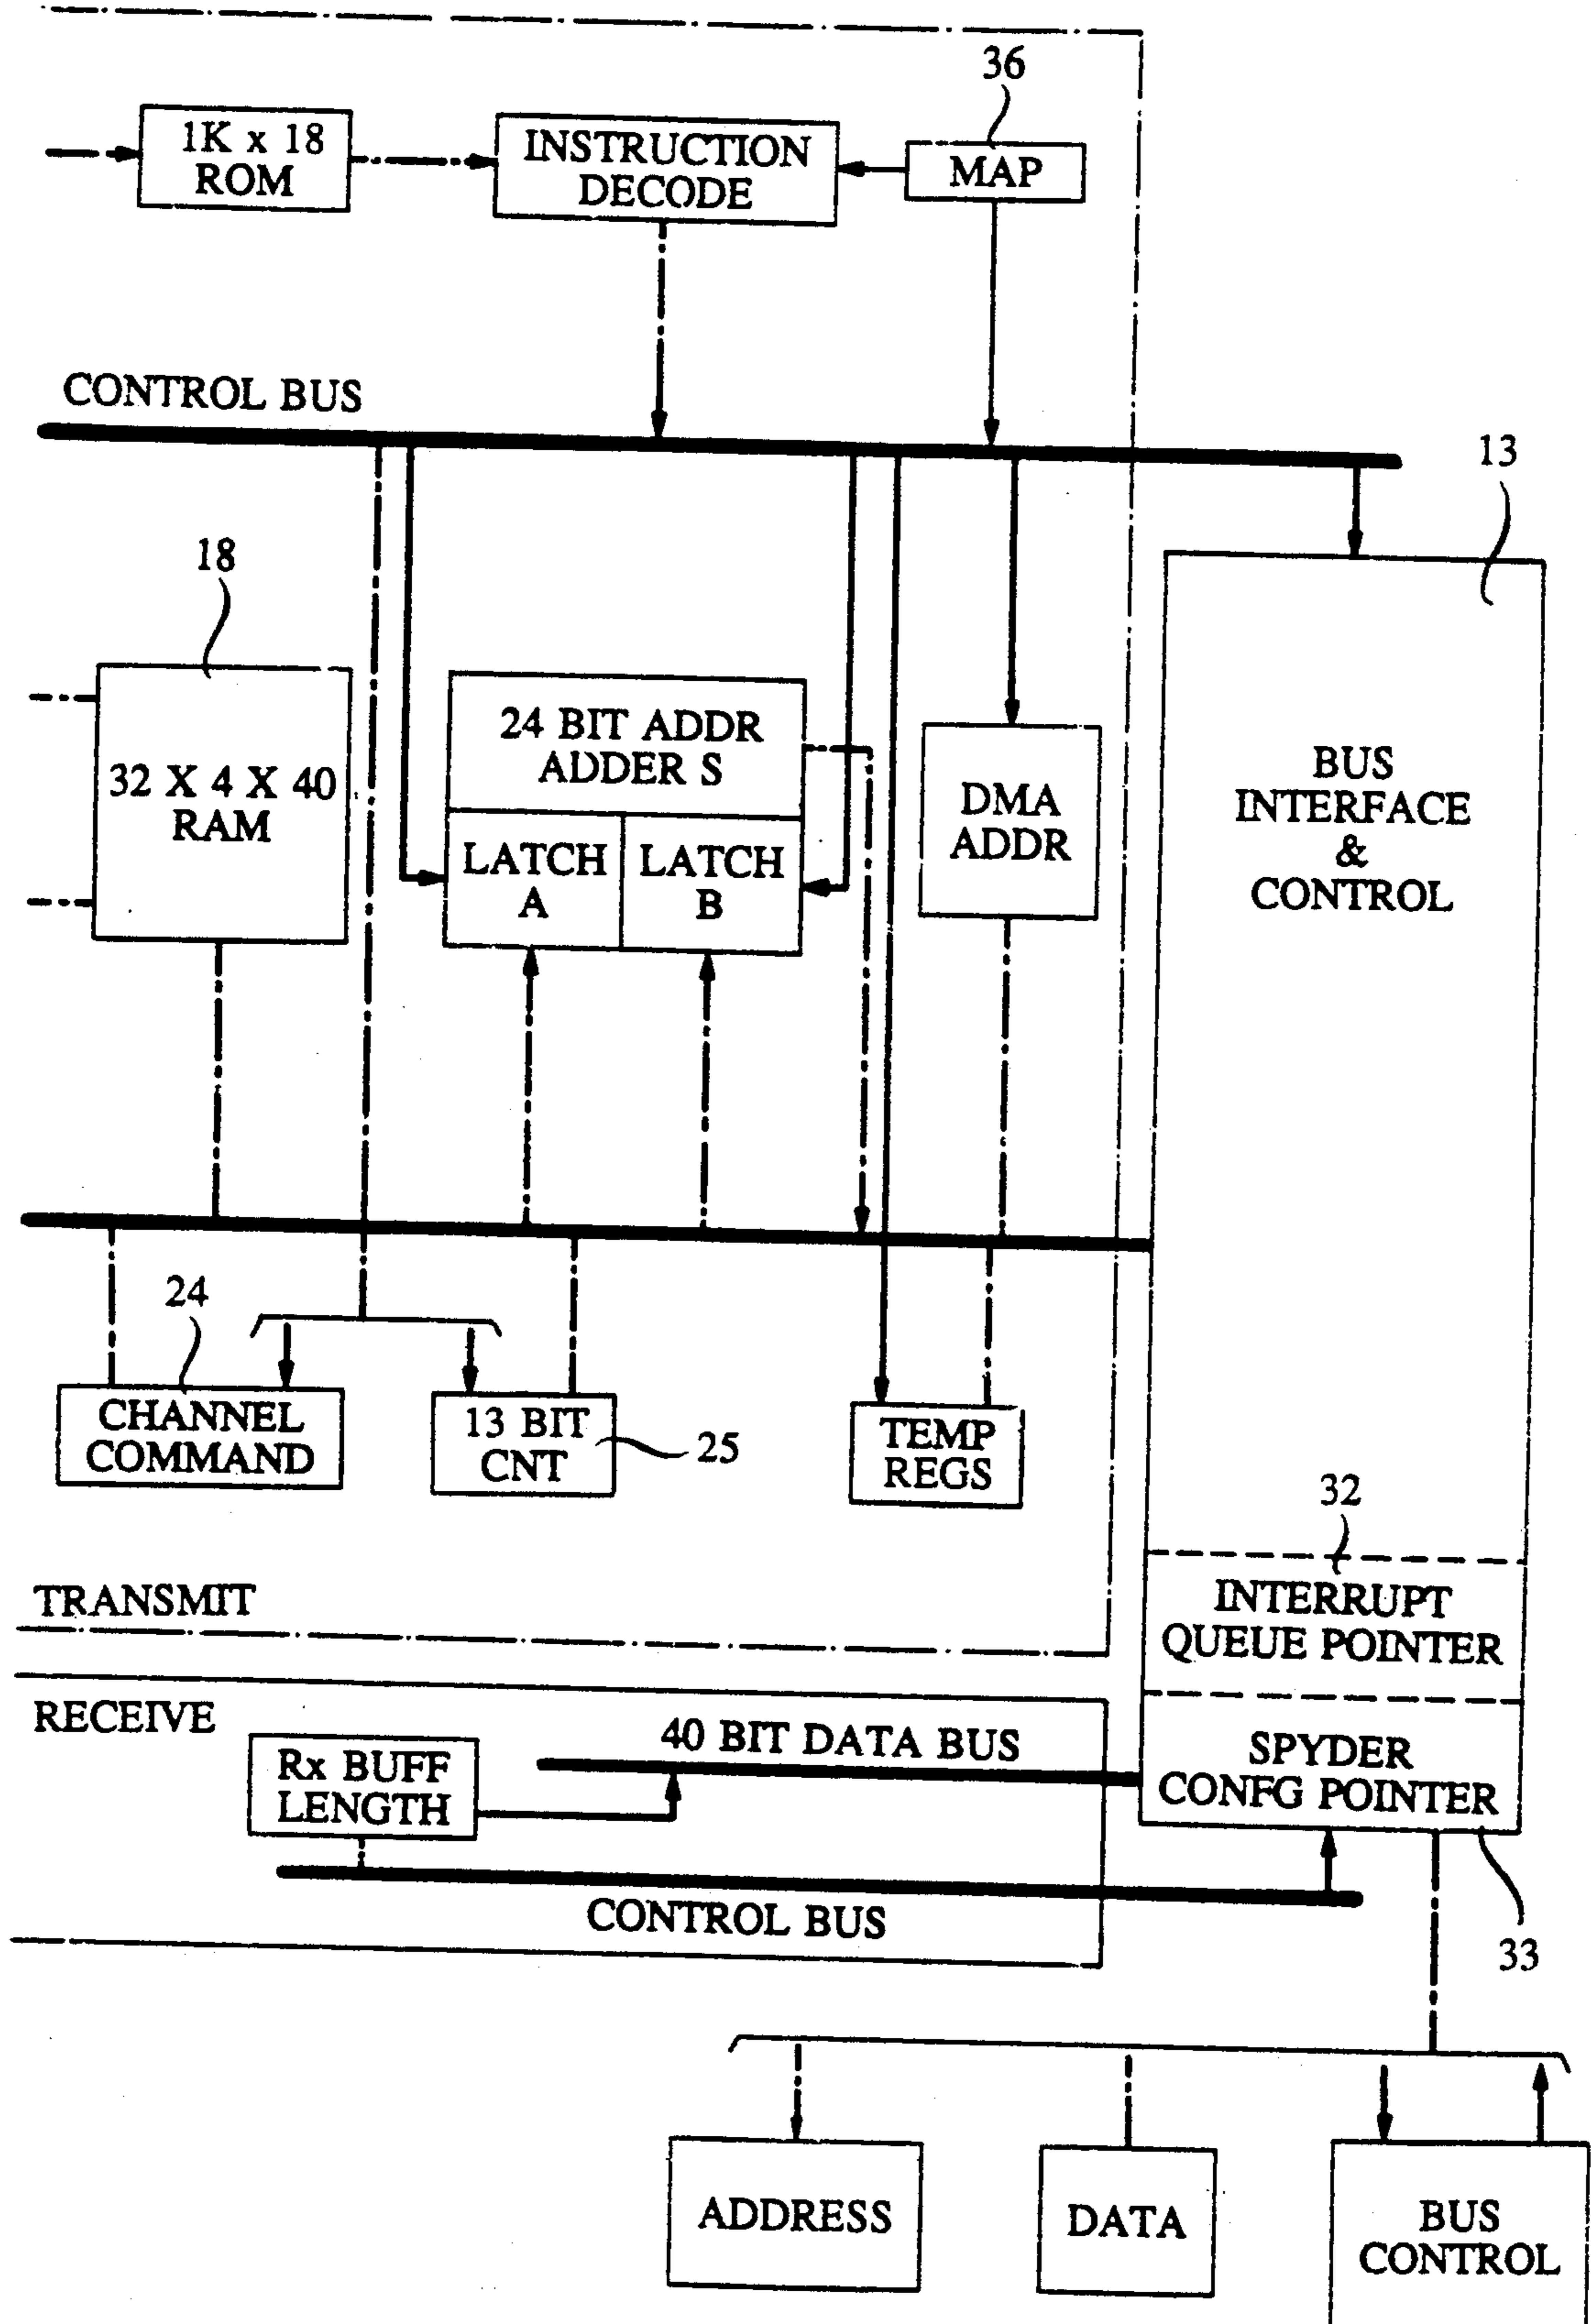 36
1K x 18
ROM
INSTRUCTION
DECODE
MAP
CONTROL BUS
13
18
32 X 4 X 40
RAM
24 BIT ADDR
ADDER S
LATCH
A
LATCH
B
DMA
ADDR
BUS
INTERFACE
&
CONTROL
24
CHANNEL
COMMAND
13 BIT
CNT
25
TEMP
REGS
32
INTERRUPT
QUEUE POINTER
TRANSMIT
RECEIVE
Rx BUFF
LENGTH
40 BIT DATA BUS
SPYDER
CONFG POINTER
CONTROL BUS
33
ADDRESS
DATA
BUS
CONTROL